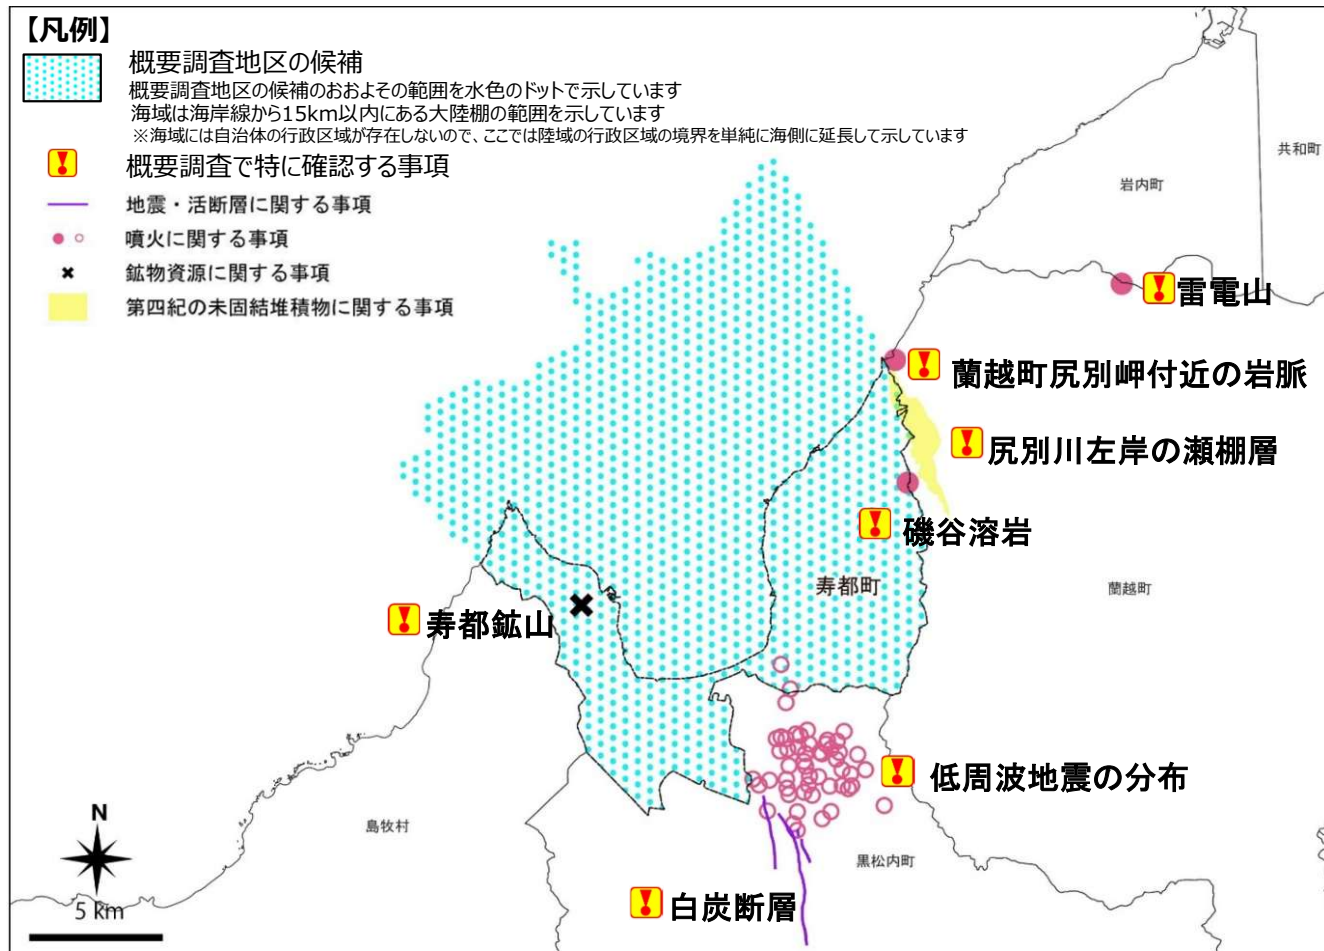 【凡例】
概要調査地区の候補
概要調査地区の候補のおおよその範囲を水色のドットで示しています
海域は海岸線から15km以内にある大陸棚の範囲を示しています
※海域には自治体の行政区域が存在しないので、ここでは陸域の行政区域の境界を単純に海側に延長して示しています
概要調査で特に確認する事項
地震・活断層に関する事項
噴火に関する事項
鉱物資源に関する事項
第四紀の未固結堆積物に関する事項
共和町
岩内町
雷電山
蘭越町尻別岬付近の岩脈
尻別川左岸の瀬棚層
磯谷溶岩
寿都町
蘭越町
寿都鉱山
低周波地震の分布
島牧村
黒松内町
白炭断層
N
5 km